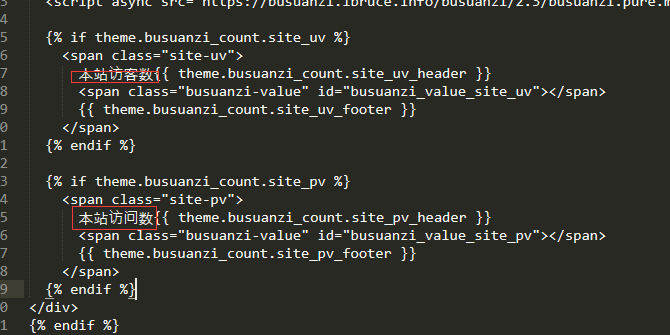 3 <script async src="https://busuanzi.ibruce.info/busuanzi/2.3/busuanzi.pure.m
4
5 {% if theme.busuanzi_count.site_uv %}
6 <span class="site-uv">
7 本站访客数{{ theme.busuanzi_count.site_uv_header }}
8 <span class="busuanzi-value" id="busuanzi_value_site_uv"></span>
9 {{ theme.busuanzi_count.site_uv_footer }}
0 </span>
1 {% endif %}
2
3 {% if theme.busuanzi_count.site_pv %}
4 <span class="site-pv">
5 本站访问数{{ theme.busuanzi_count.site_pv_header }}
6 <span class="busuanzi-value" id="busuanzi_value_site_pv"></span>
7 {{ theme.busuanzi_count.site_pv_footer }}
8 </span>
9 {% endif %}
0 </div>
1 {% endif %}